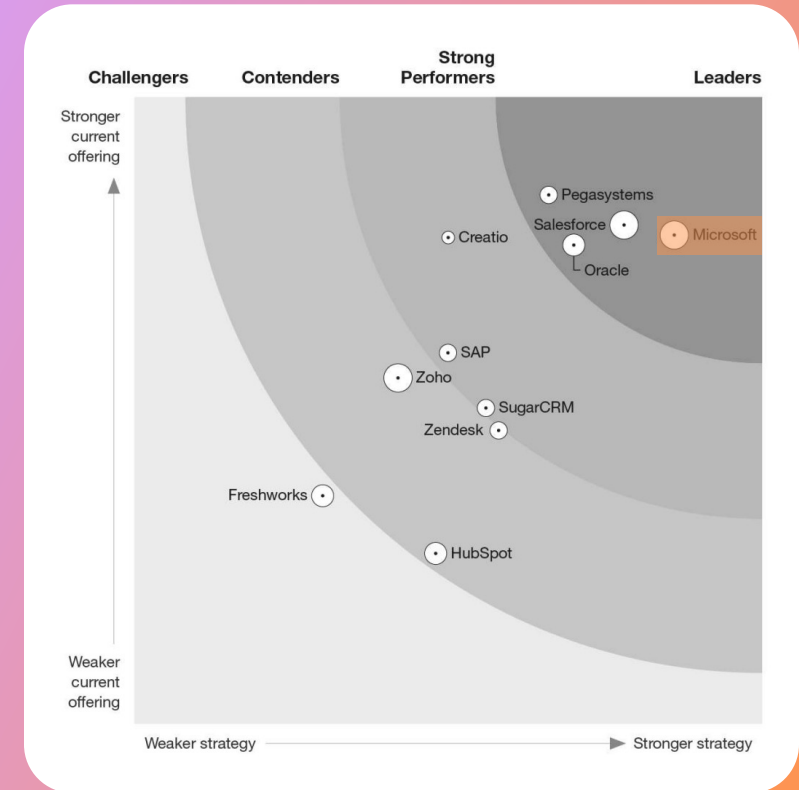 Challengers
Contenders
Strong
Performers
Leaders
Stronger
current
offering
Pegasystems
Salesforce
Microsoft
Creatio
Oracle
SAP
Zoho
SugarCRM
Zendesk
Freshworks
HubSpot
Weaker
current
offering
Weaker strategy
Stronger strategy